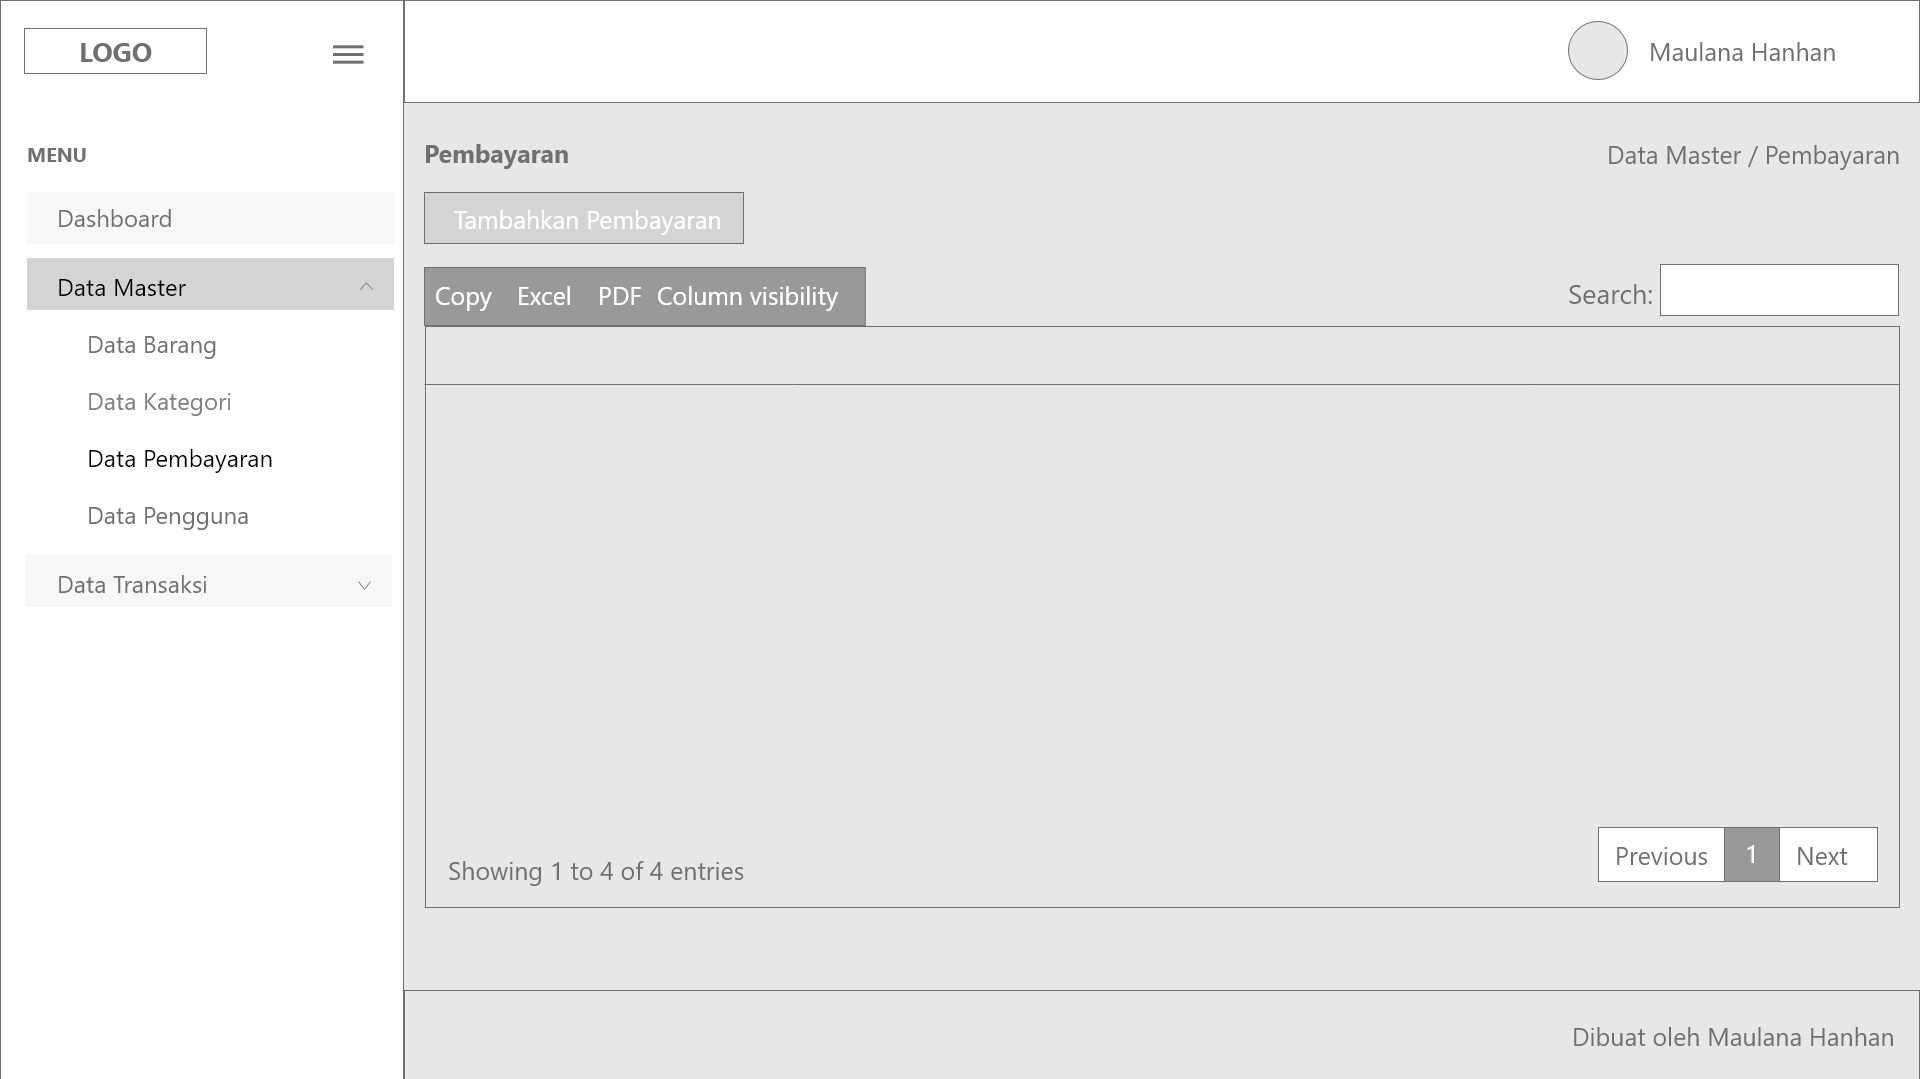 LOGO
Maulana Hanhan
MENU
Dashboard
Data Master
Data Barang
Data Kategori
Data Pembayaran
Data Pengguna
Data Transaksi
Pembayaran
Data Master / Pembayaran
Tambahkan Pembayaran
Copy Excel PDF Column visibility
Search:
Showing 1 to 4 of 4 entries
Previous 1 Next
Dibuat oleh Maulana Hanhan